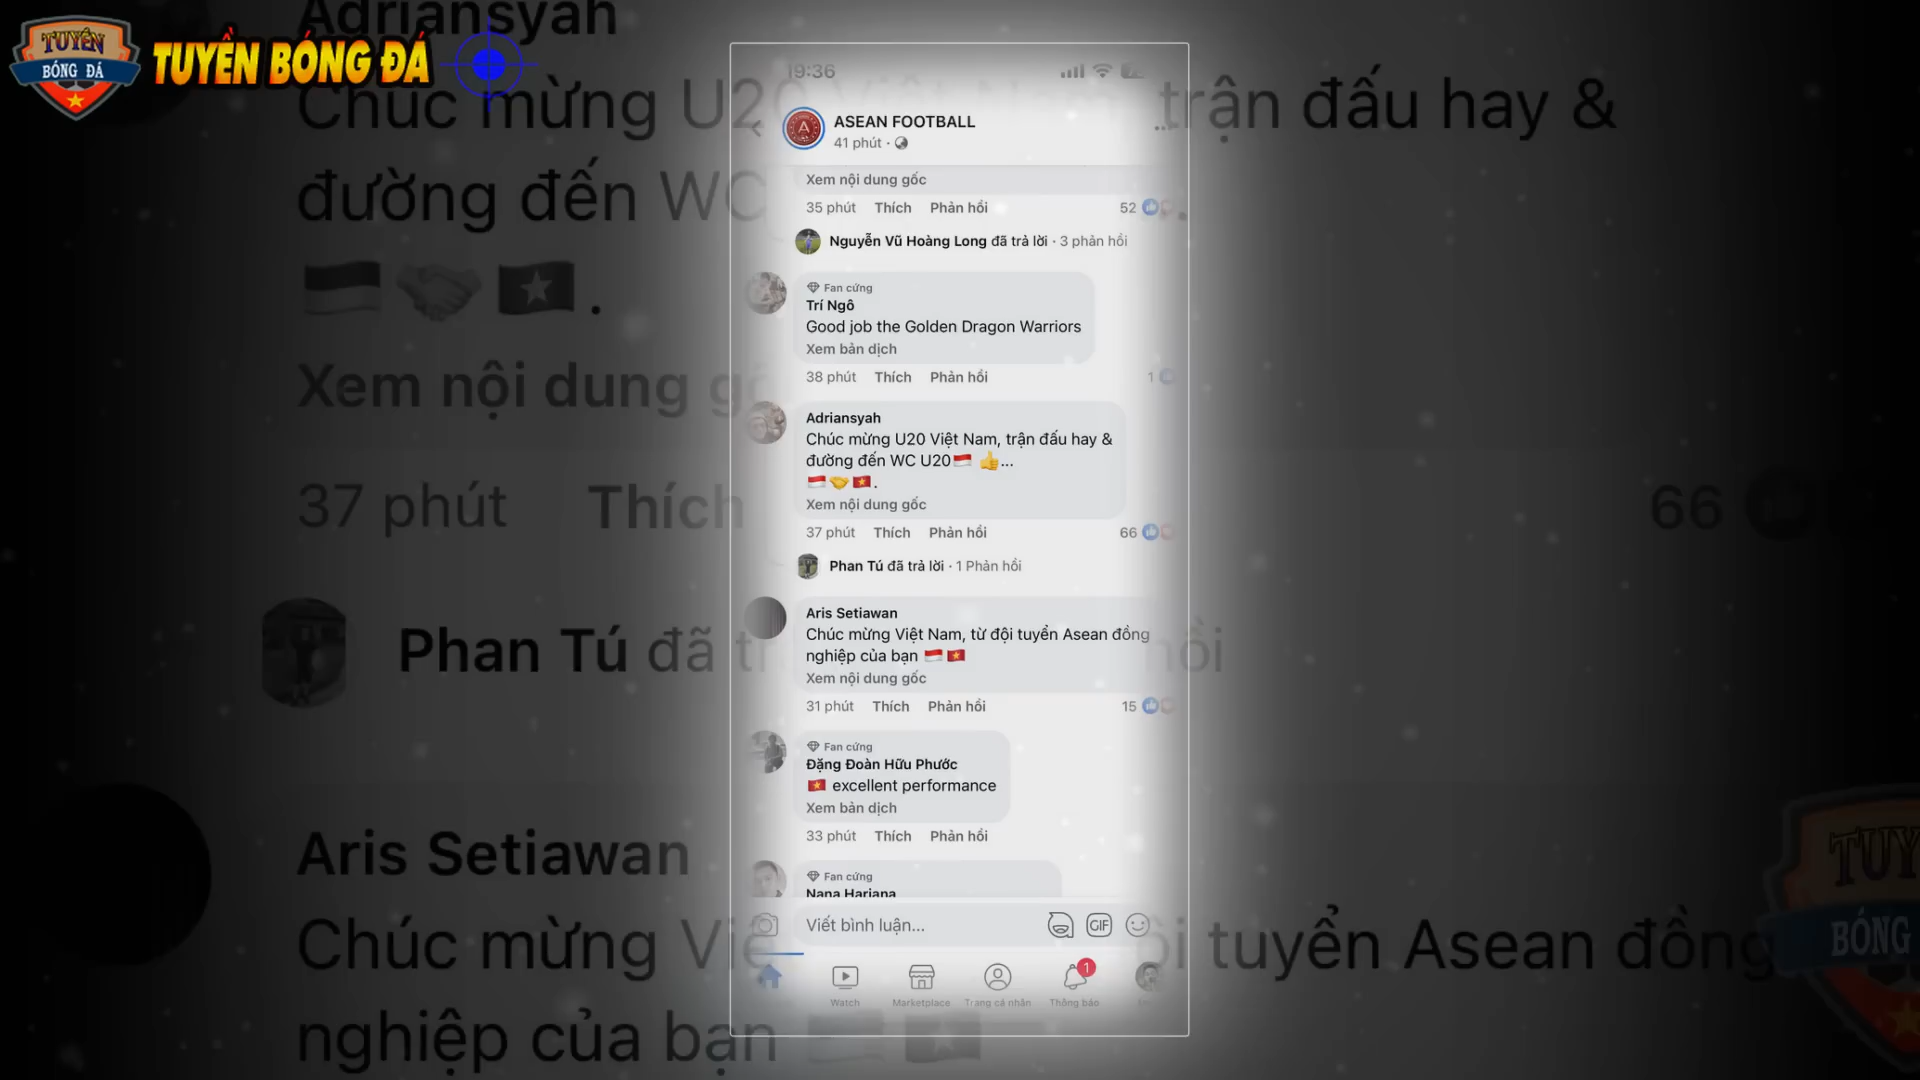 TUYỂN
BÓNG ĐÁ
TUYỂN BÓNG ĐÁ
19:36
ASEAN FOOTBALL
41 phút ·
Xem nội dung gốc
35 phút Thích Phản hồi 52
Nguyễn Vũ Hoàng Long đã trả lời · 3 phản hồi
Fan cứng
Trí Ngô
Good job the Golden Dragon Warriors
Xem bản dịch
38 phút Thích Phản hồi 1
Adriansyah
Chúc mừng U20 Việt Nam, trận đấu hay &
đường đến WC U20🇮🇩 👍...
🇮🇩🤝🇻🇳.
Xem nội dung gốc
37 phút Thích Phản hồi 66
Phan Tú đã trả lời · 1 Phản hồi
Aris Setiawan
Chúc mừng Việt Nam, từ đội tuyển Asean đồng
nghiệp của bạn 🇮🇩 🇻🇳
Xem nội dung gốc
31 phút Thích Phản hồi 15
Fan cứng
Đặng Đoàn Hữu Phước
🇻🇳 excellent performance
Xem bản dịch
33 phút Thích Phản hồi
Fan cứng
Nana Hariana
Viết bình luận...
GIF
1
Watch Marketplace Trang cá nhân Thông báo
Adriansyah
Chúc mừng U20 Việt Nam, trận đấu hay &
đường đến WC
🇮🇩 🤝 🇻🇳 .
Xem nội dung
37 phút Thích 66
Phan Tú đã
Aris Setiawan
Chúc mừng tuyển Asean đồng
nghiệp của bạn 🇮🇩 🇻🇳
BÓNG